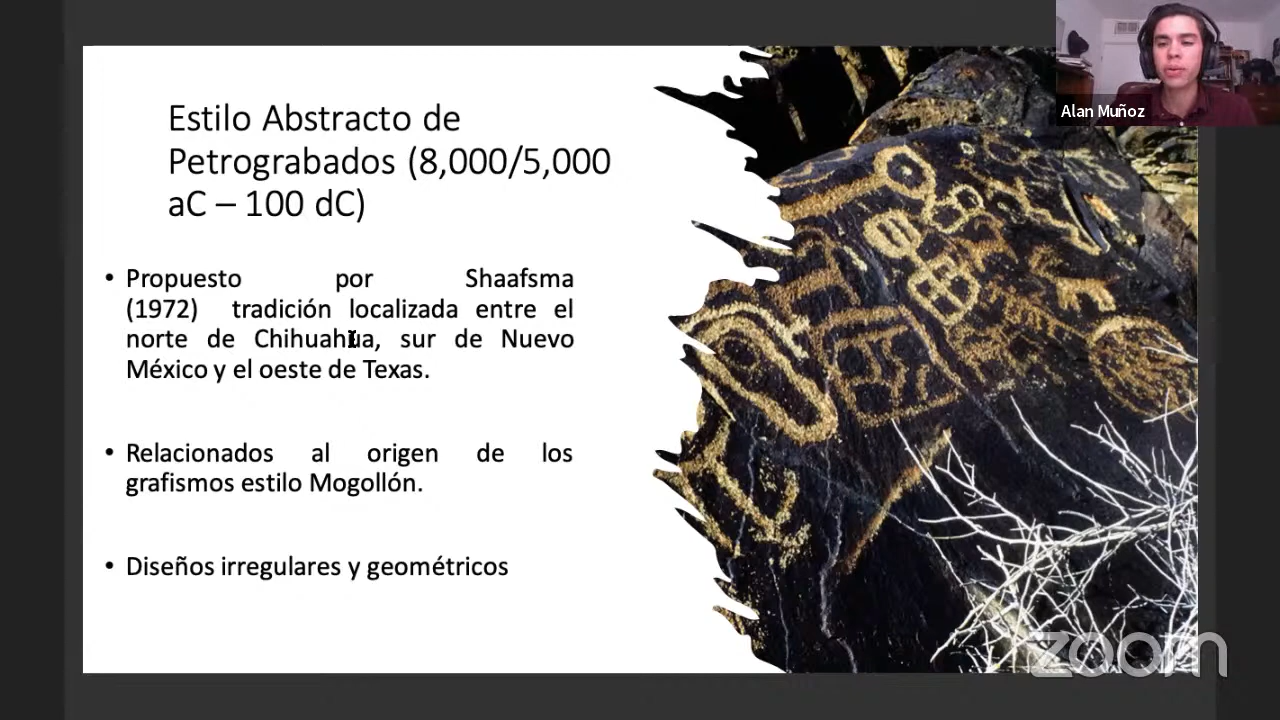 Estilo Abstracto de
Petrograbados (8,000/5,000
aC – 100 dC)
• Propuesto por Shaafsma
(1972) tradición localizada entre el
norte de Chihuahua, sur de Nuevo
México y el oeste de Texas.
• Relacionados al origen de los
grafismos estilo Mogollón.
• Diseños irregulares y geométricos
Alan Muñoz
zoom